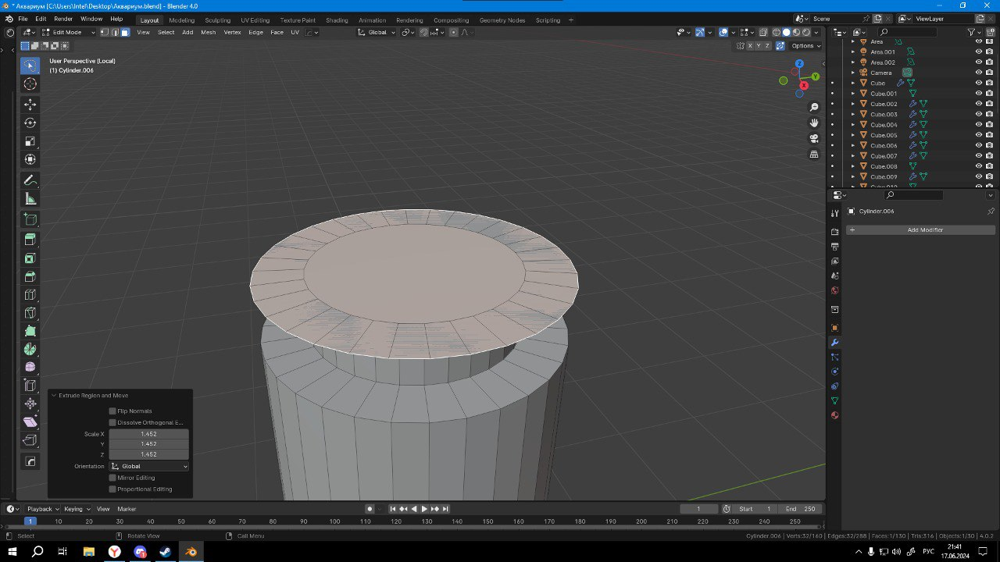 * Аквариум [C:\Users\Intel\Desktop\Аквариум.blend] - Blender 4.0
File Edit Render Window Help Layout Modeling Sculpting UV Editing Texture Paint Shading Animation Rendering Compositing Geometry Nodes Scripting + Scene ViewLayer
Edit Mode View Select Add Mesh Vertex Edge Face UV Global
X Y Z Options
User Perspective (Local)
(1) Cylinder.006
Z
Y
X
Area
Area.001
Area.002
Camera
Cube
Cube.001
Cube.002
Cube.003
Cube.004
Cube.005
Cube.006
Cube.007
Cube.008
Cube.009
Cube.010
Cylinder.006
+ Add Modifier
Extrude Region and Move
Flip Normals
Dissolve Orthogonal E...
Scale X 1.452
Y 1.452
Z 1.452
Orientation Global
Mirror Editing
Proportional Editing
Playback Keying View Marker 1 Start 1 End 250
1 10 20 30 40 50 60 70 80 90 100 110 120 130 140 150 160 170 180 190 200 210 220 230 240 250
Select Rotate View Call Menu Cylinder.006 | Verts:32/160 | Edges:32/288 | Faces:1/130 | Tris:316 | Objects:1/30 | 4.0.2
РУС
21:41
17.06.2024